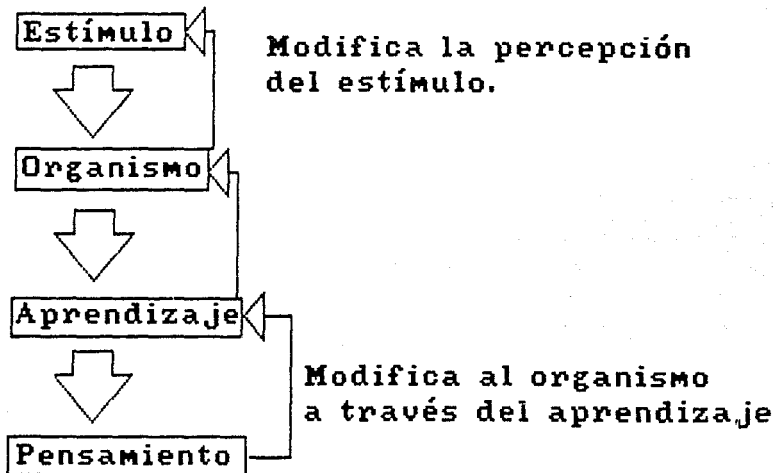 Estímulo
Modifica la percepción
del estímulo.
Organismo
Aprendizaje
Modifica al organismo
a través del aprendizaje
Pensamiento